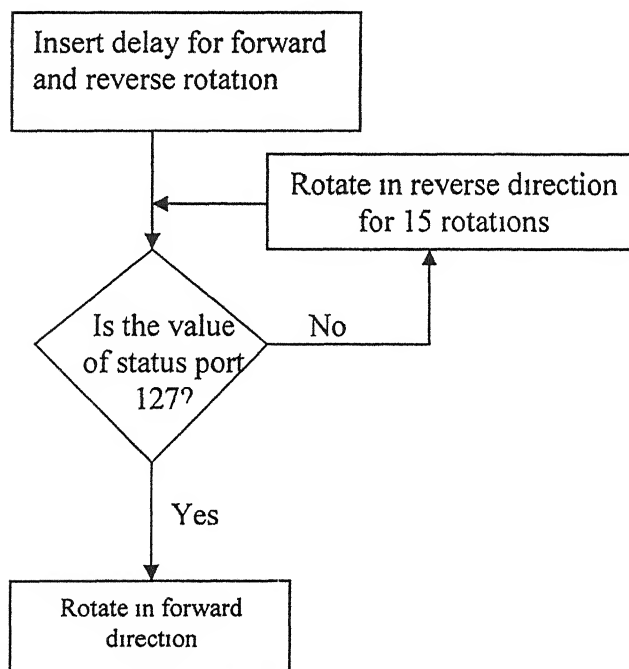 Insert delay for forward
and reverse rotation
Rotate in reverse direction
for 15 rotations
Is the value
of status port
127?
No
Yes
Rotate in forward
direction